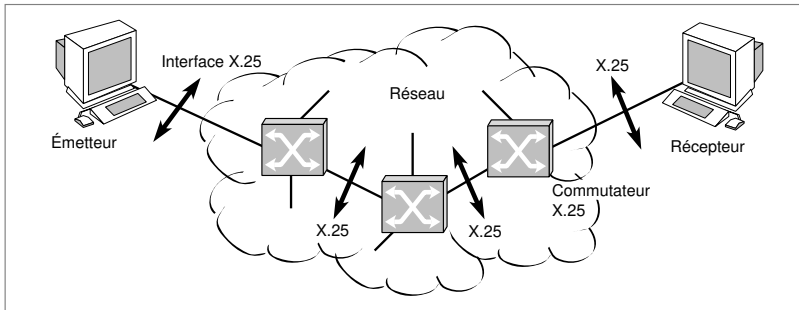 Interface X.25
X.25
Réseau
Émetteur
Récepteur
Commutateur
X.25
X.25
X.25